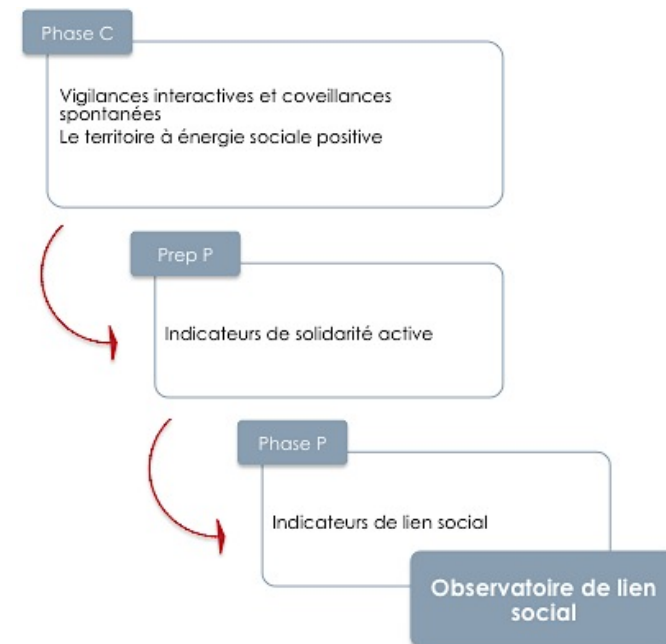 Phase C
Vigilances interactives et coveillances
spontanées
Le territoire à énergie sociale positive
Prep P
Indicateurs de solidarité active
Phase P
Indicateurs de lien social
Observatoire de lien
social